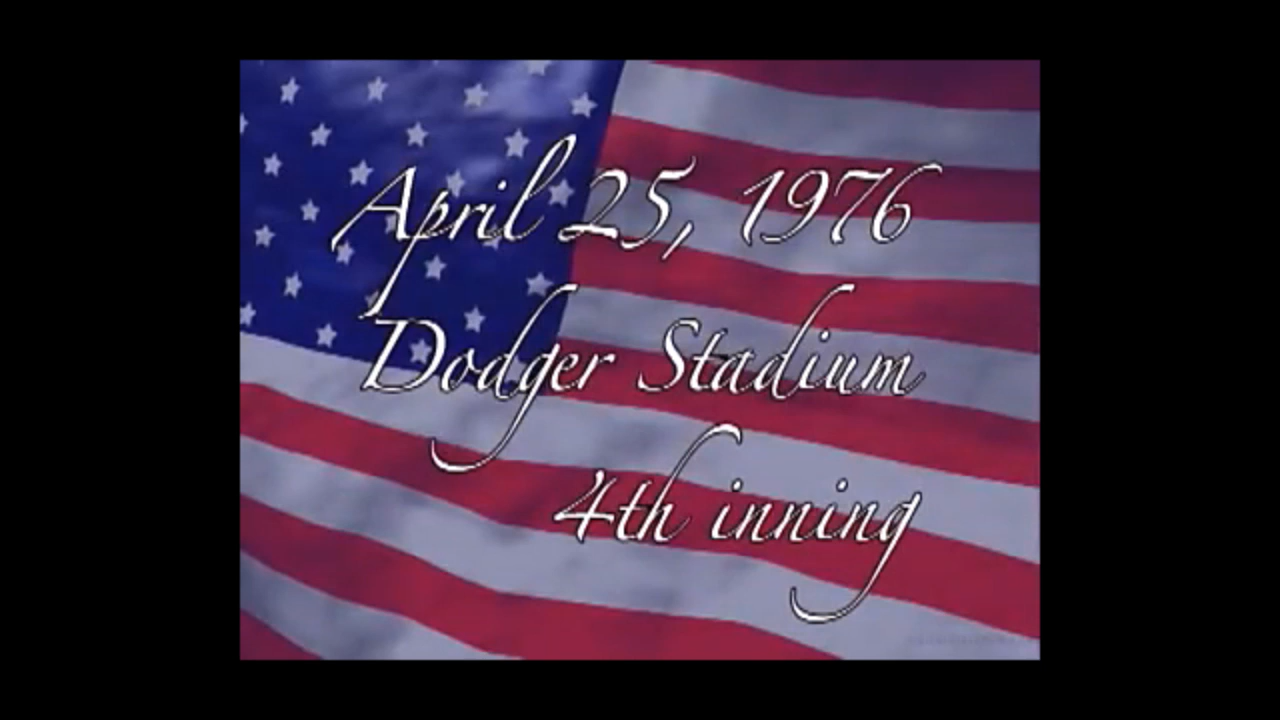 April 25, 1976
Dodger Stadium
4th inning